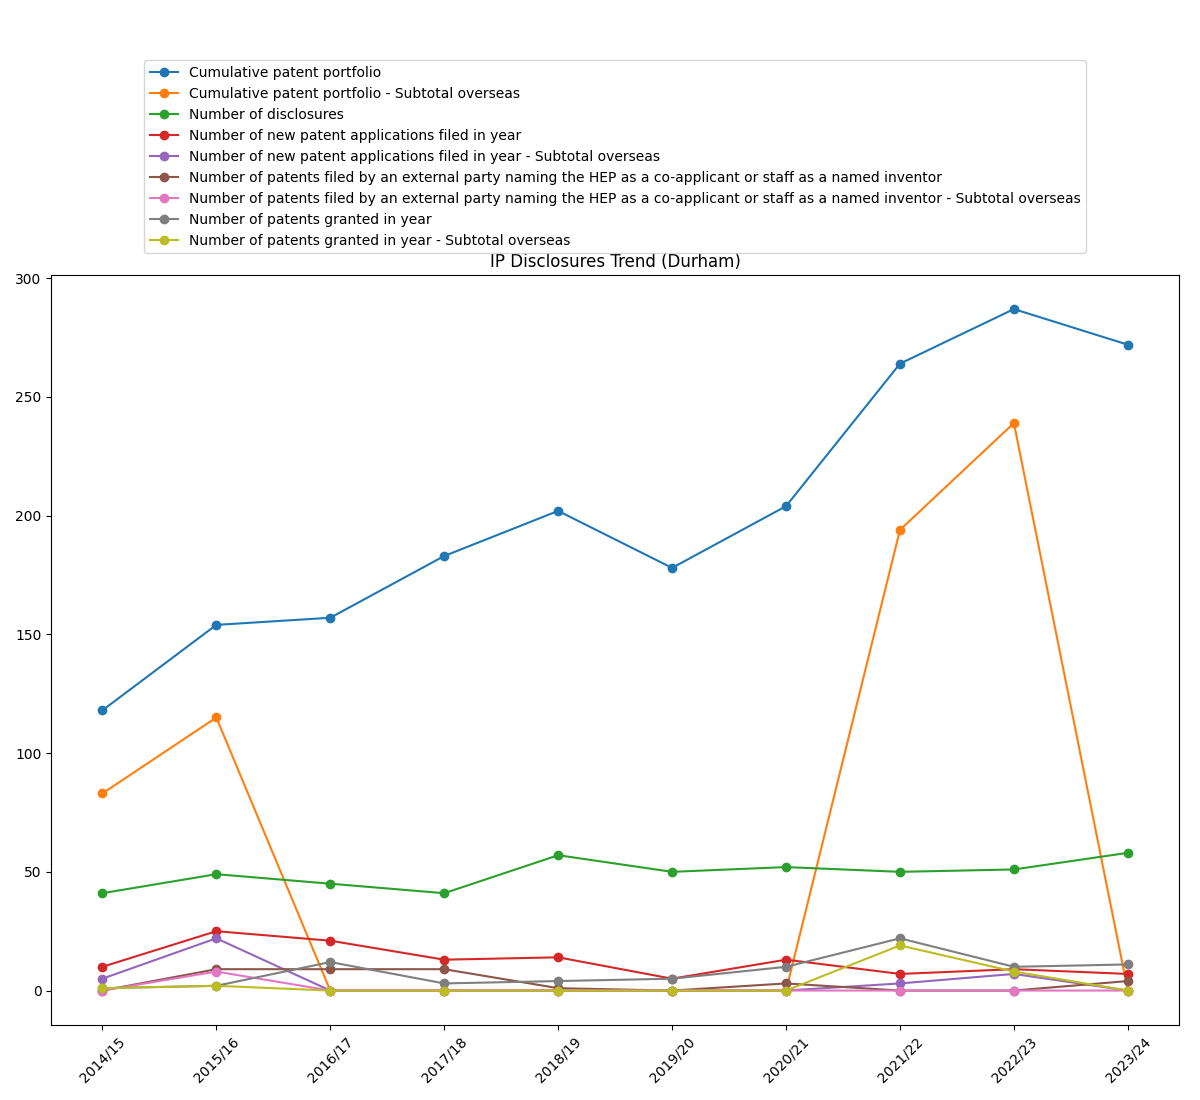 Cumulative patent portfolio
Cumulative patent portfolio - Subtotal overseas
Number of disclosures
Number of new patent applications filed in year
Number of new patent applications filed in year - Subtotal overseas
Number of patents filed by an external party naming the HEP as a co-applicant or staff as a named inventor
Number of patents filed by an external party naming the HEP as a co-applicant or staff as a named inventor - Subtotal overseas
Number of patents granted in year
Number of patents granted in year - Subtotal overseas
IP Disclosures Trend (Durham)
300
250
200
150
100
50
0
2014/15
2015/16
2016/17
2017/18
2018/19
2019/20
2020/21
2021/22
2022/23
2023/24